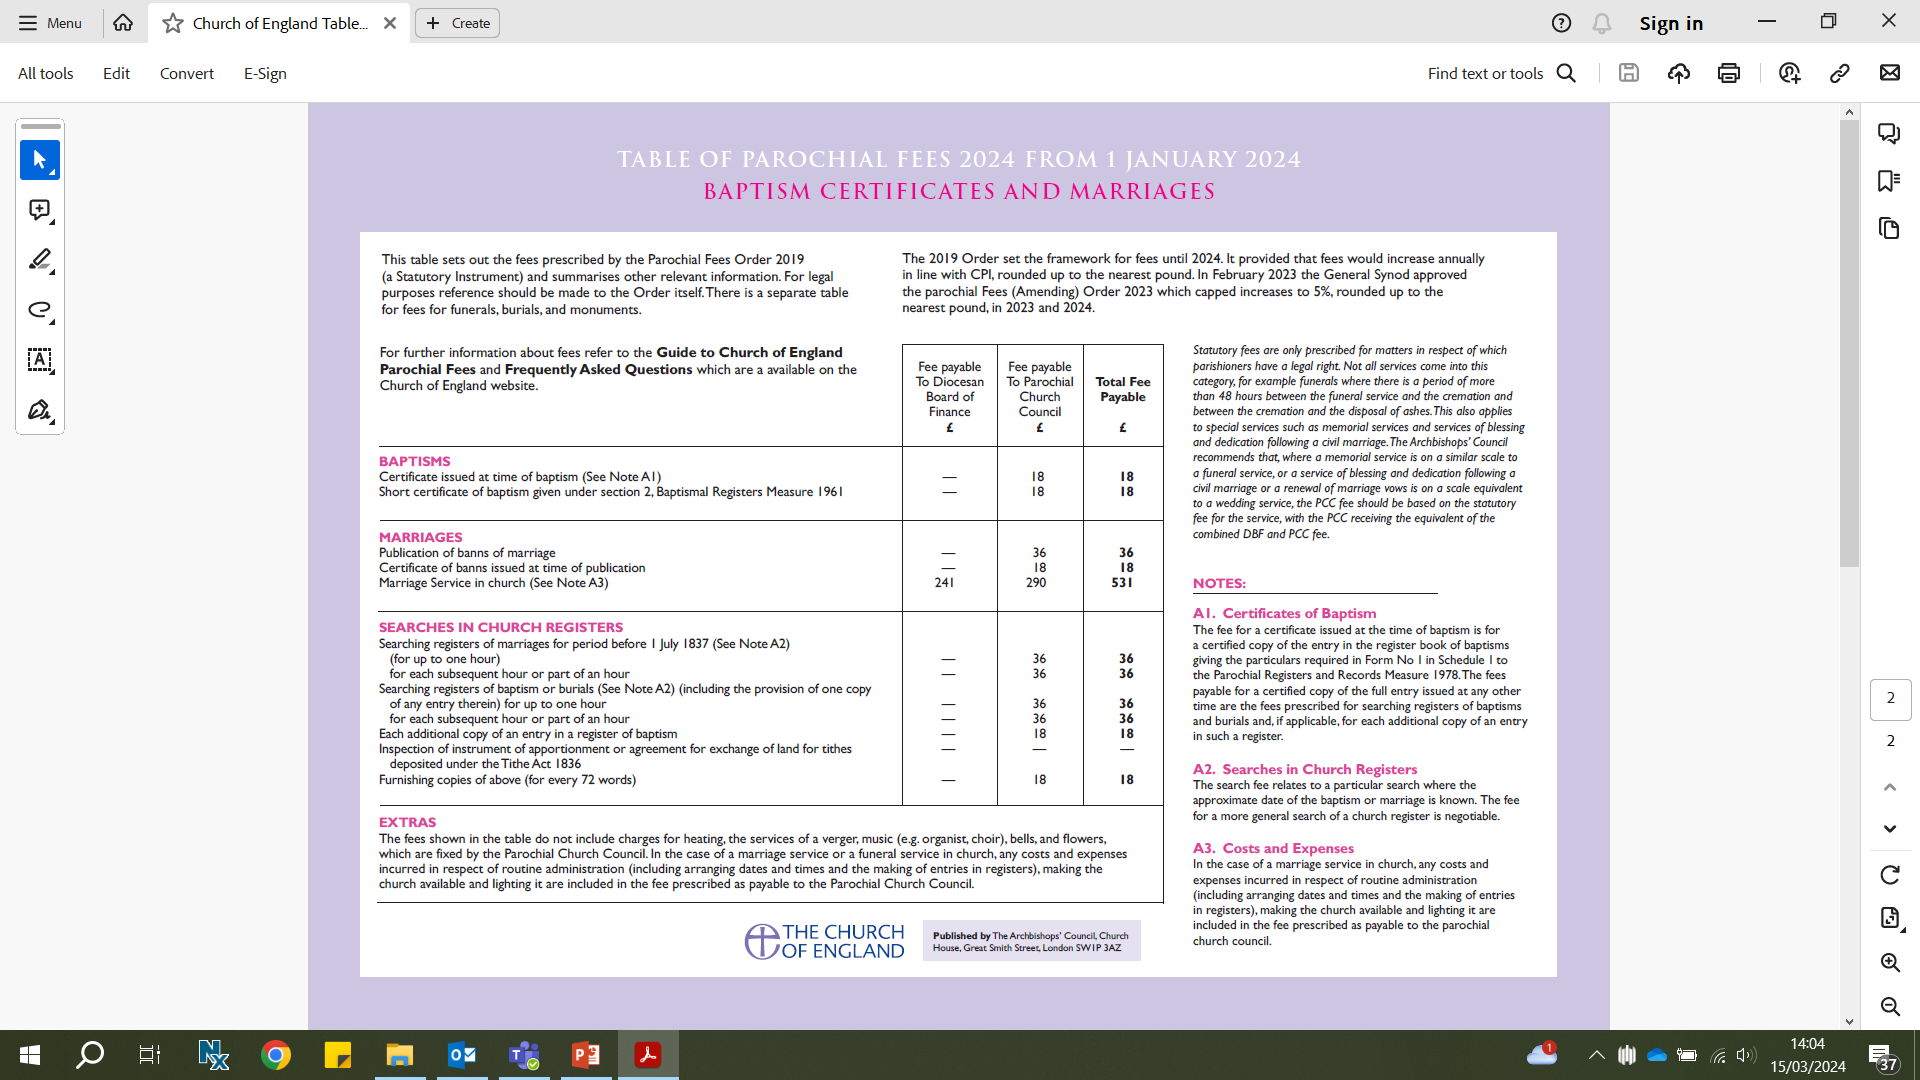 Menu
Church of England Table...
Create
Sign in
All tools
Edit
Convert
E-Sign
Find text or tools
TABLE OF PAROCHIAL FEES 2024 FROM 1 JANUARY 2024
BAPTISM CERTIFICATES AND MARRIAGES
This table sets out the fees prescribed by the Parochial Fees Order 2019
(a Statutory Instrument) and summarises other relevant information. For legal
purposes reference should be made to the Order itself. There is a separate table
for fees for funerals, burials, and monuments.
The 2019 Order set the framework for fees until 2024. It provided that fees would increase annually
in line with CPI, rounded up to the nearest pound. In February 2023 the General Synod approved
the parochial Fees (Amending) Order 2023 which capped increases to 5%, rounded up to the
nearest pound, in 2023 and 2024.
For further information about fees refer to the Guide to Church of England
Parochial Fees and Frequently Asked Questions which are a available on the
Church of England website.
Fee payable
To Diocesan
Board of
Finance
£
Fee payable
To Parochial
Church
Council
£
Total Fee
Payable
£
BAPTISMS
Certificate issued at time of baptism (See Note A1) — 18 18
Short certificate of baptism given under section 2, Baptismal Registers Measure 1961 — 18 18
MARRIAGES
Publication of banns of marriage — 36 36
Certificate of banns issued at time of publication — 18 18
Marriage Service in church (See Note A3) 241 290 531
SEARCHES IN CHURCH REGISTERS
Searching registers of marriages for period before 1 July 1837 (See Note A2)
(for up to one hour) — 36 36
for each subsequent hour or part of an hour — 36 36
Searching registers of baptism or burials (See Note A2) (including the provision of one copy
of any entry therein) for up to one hour — 36 36
for each subsequent hour or part of an hour — 36 36
Each additional copy of an entry in a register of baptism — 18 18
Inspection of instrument of apportionment or agreement for exchange of land for tithes — — —
deposited under the Tithe Act 1836
Furnishing copies of above (for every 72 words) — 18 18
EXTRAS
The fees shown in the table do not include charges for heating, the services of a verger, music (e.g. organist, choir), bells, and flowers,
which are fixed by the Parochial Church Council. In the case of a marriage service or a funeral service in church, any costs and expenses
incurred in respect of routine administration (including arranging dates and times and the making of entries in registers), making the
church available and lighting it are included in the fee prescribed as payable to the Parochial Church Council.
THE CHURCH
OF ENGLAND
Published by The Archbishops' Council, Church
House, Great Smith Street, London SW1P 3AZ
Statutory fees are only prescribed for matters in respect of which
parishioners have a legal right. Not all services come into this
category, for example funerals where there is a period of more
than 48 hours between the funeral service and the cremation and
between the cremation and the disposal of ashes. This also applies
to special services such as memorial services and services of blessing
and dedication following a civil marriage. The Archbishops' Council
recommends that, where a memorial service is on a similar scale to
a funeral service, or a service of blessing and dedication following a
civil marriage or a renewal of marriage vows is on a scale equivalent
to a wedding service, the PCC fee should be based on the statutory
fee for the service, with the PCC receiving the equivalent of the
combined DBF and PCC fee.
NOTES:
A1. Certificates of Baptism
The fee for a certificate issued at the time of baptism is for
a certified copy of the entry in the register book of baptisms
giving the particulars required in Form No 1 in Schedule 1 to
the Parochial Registers and Records Measure 1978. The fees
payable for a certified copy of the full entry issued at any other
time are the fees prescribed for searching registers of baptisms
and burials and, if applicable, for each additional copy of an entry
in such a register.
A2. Searches in Church Registers
The search fee relates to a particular search where the
approximate date of the baptism or marriage is known. The fee
for a more general search of a church register is negotiable.
A3. Costs and Expenses
In the case of a marriage service in church, any costs and
expenses incurred in respect of routine administration
(including arranging dates and times and the making of entries
in registers), making the church available and lighting it are
included in the fee prescribed as payable to the parochial
church council.
2
2
1
14:04
15/03/2024
37